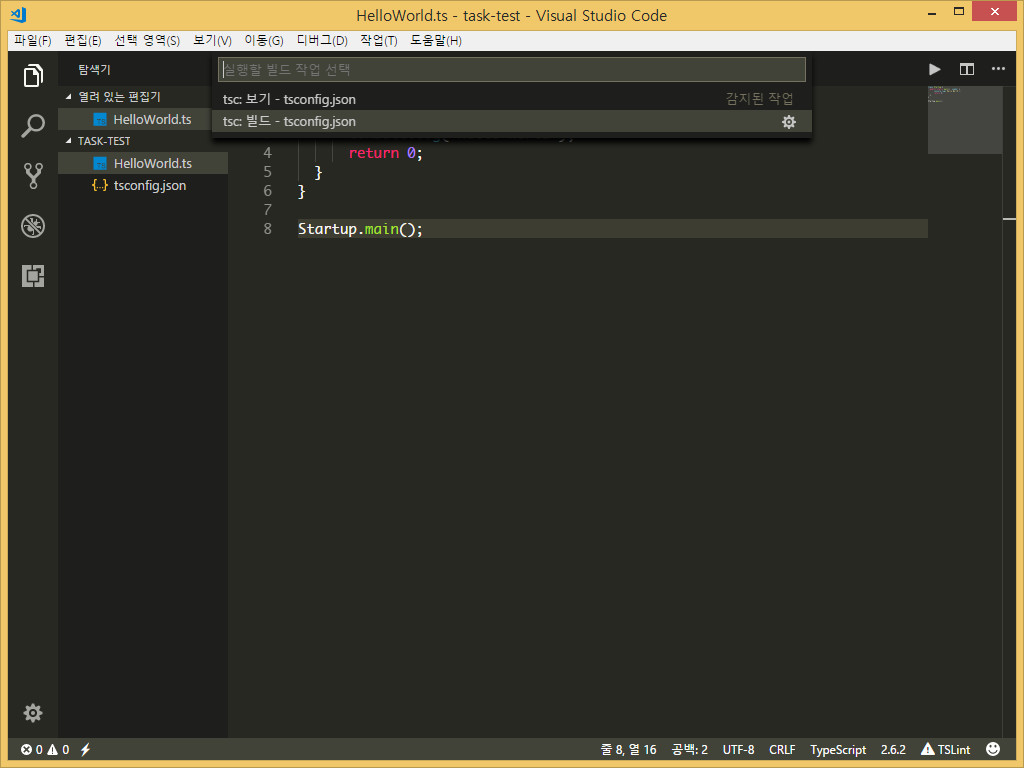 HelloWorld.ts - task-test - Visual Studio Code
파일(F) 편집(E) 선택 영역(S) 보기(V) 이동(G) 디버그(D) 작업(T) 도움말(H)
탐색기
실행할 빌드 작업 선택
열려 있는 편집기
tsc: 보기 - tsconfig.json 감지된 작업
HelloWorld.ts
tsc: 빌드 - tsconfig.json
TASK-TEST
HelloWorld.ts
tsconfig.json
4 return 0;
5 }
6 }
7
8 Startup.main();
0 0 줄 8, 열 16 공백: 2 UTF-8 CRLF TypeScript 2.6.2 TSLint